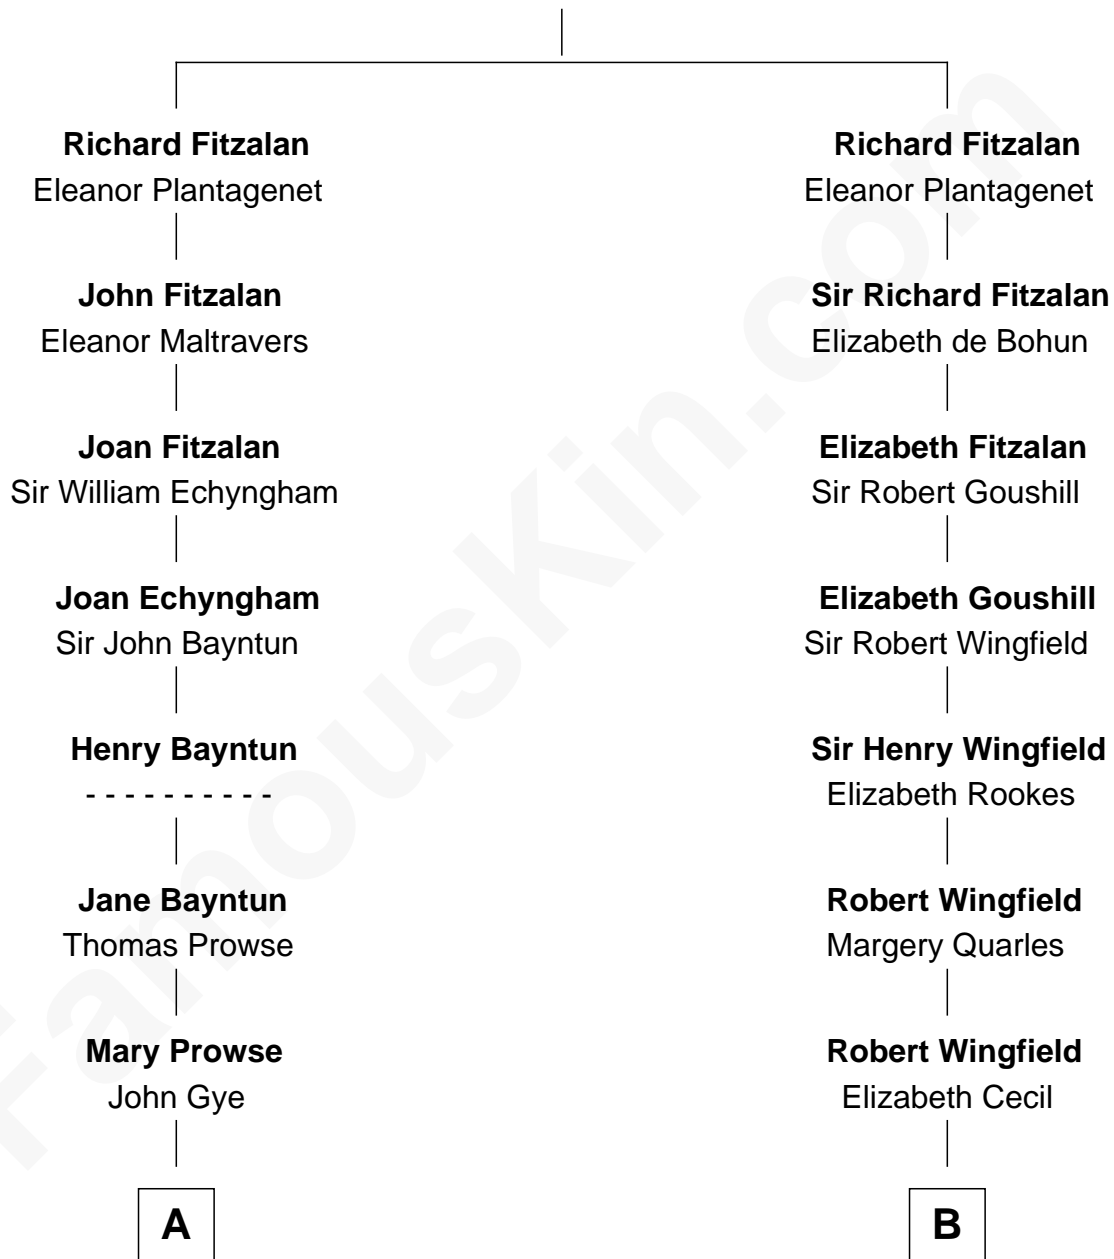 Richard Fitzalan
Eleanor Plantagenet
John Fitzalan
Eleanor Maltravers
Joan Fitzalan
Sir William Echyngham
Joan Echyngham
Sir John Bayntun
Henry Bayntun
- - - - - - - - - -
Jane Bayntun
Thomas Prowse
Mary Prowse
John Gye
A
Richard Fitzalan
Eleanor Plantagenet
Sir Richard Fitzalan
Elizabeth de Bohun
Elizabeth Fitzalan
Sir Robert Goushill
Elizabeth Goushill
Sir Robert Wingfield
Sir Henry Wingfield
Elizabeth Rookes
Robert Wingfield
Margery Quarles
Robert Wingfield
Elizabeth Cecil
B
FamousKin.com